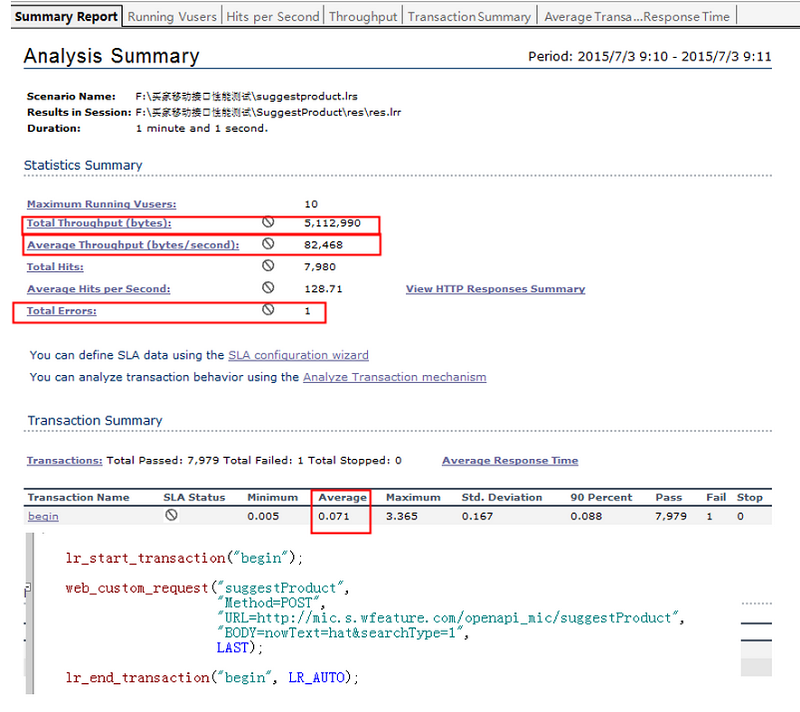 Summary Report Running Vusers Hits per Second Throughput Transaction Summary Average Transa...Response Time
Analysis Summary Period: 2015/7/3 9:10 - 2015/7/3 9:11
Scenario Name: F:\买家移动接口性能测试\suggestproduct.lrs
Results in Session: F:\买家移动接口性能测试\SuggestProduct\res\res.lrr
Duration: 1 minute and 1 second.
Statistics Summary
Maximum Running Vusers: 10
Total Throughput (bytes): 5,112,990
Average Throughput (bytes/second): 82,468
Total Hits: 7,980
Average Hits per Second: 128.71 View HTTP Responses Summary
Total Errors: 1
You can define SLA data using the SLA configuration wizard
You can analyze transaction behavior using the Analyze Transaction mechanism
Transaction Summary
Transactions: Total Passed: 7,979 Total Failed: 1 Total Stopped: 0 Average Response Time
Transaction Name SLA Status Minimum Average Maximum Std. Deviation 90 Percent Pass Fail Stop
begin 0.005 0.071 3.365 0.167 0.088 7,979 1 0
lr_start_transaction("begin");
web_custom_request("suggestProduct",
"Method=POST",
"URL=http://mic.s.wfeature.com/openapi_mic/suggestProduct",
"BODY=nowText=hat&searchType=1",
LAST);
lr_end_transaction("begin", LR_AUTO);